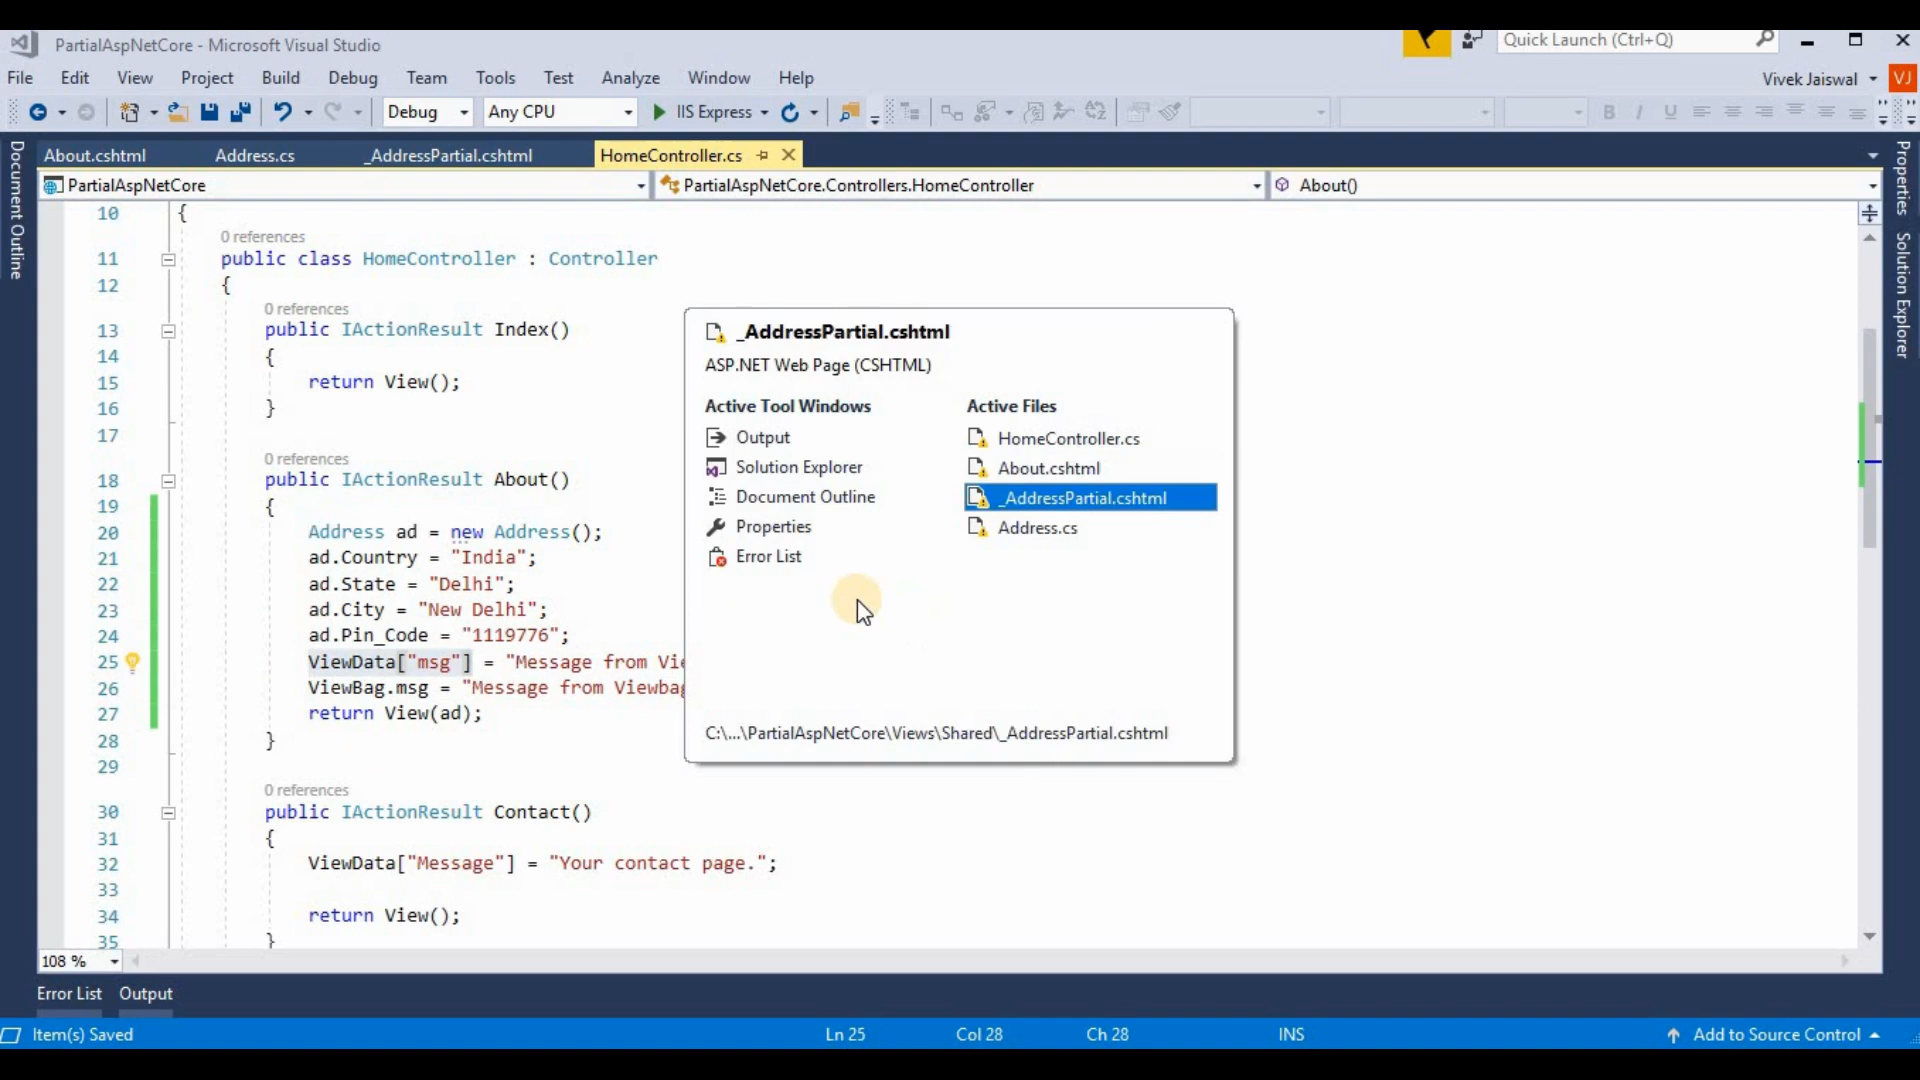 PartialAspNetCore - Microsoft Visual Studio
Quick Launch (Ctrl+Q)
File Edit View Project Build Debug Team Tools Test Analyze Window Help
Vivek Jaiswal VJ
Debug Any CPU IIS Express B I U
About.cshtml Address.cs _AddressPartial.cshtml HomeController.cs
PartialAspNetCore PartialAspNetCore.Controllers.HomeController About()
Document Outline
Properties
Solution Explorer
10 {
0 references
11 public class HomeController : Controller
12 {
0 references
13 public IActionResult Index()
14 {
15 return View();
16 }
17
0 references
18 public IActionResult About()
19 {
20 Address ad = new Address();
21 ad.Country = "India";
22 ad.State = "Delhi";
23 ad.City = "New Delhi";
24 ad.Pin_Code = "1119776";
25 ViewData["msg"] = "Message from Vie
26 ViewBag.msg = "Message from Viewbag
27 return View(ad);
28 }
29
0 references
30 public IActionResult Contact()
31 {
32 ViewData["Message"] = "Your contact page.";
33
34 return View();
35 }
_AddressPartial.cshtml
ASP.NET Web Page (CSHTML)
Active Tool Windows
Output
Solution Explorer
Document Outline
Properties
Error List
Active Files
HomeController.cs
About.cshtml
_AddressPartial.cshtml
Address.cs
C:\...\PartialAspNetCore\Views\Shared\_AddressPartial.cshtml
108 %
Error List Output
Item(s) Saved Ln 25 Col 28 Ch 28 INS Add to Source Control